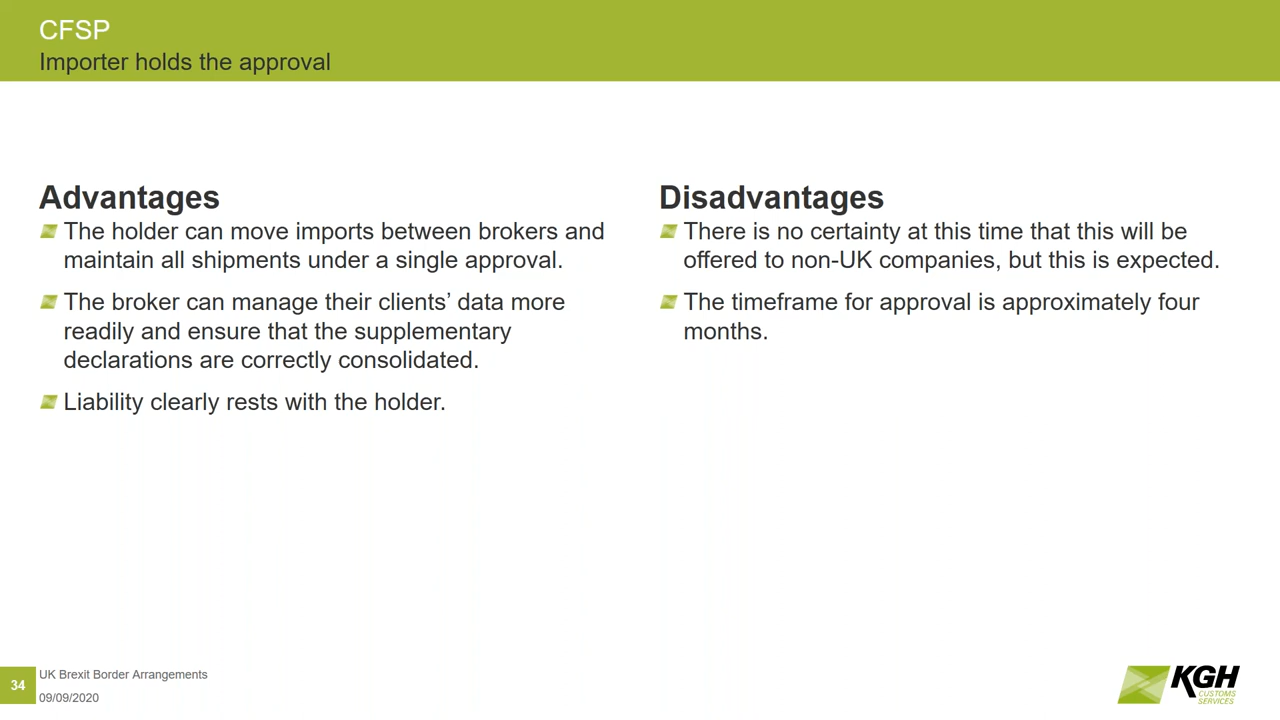 CFSP
Importer holds the approval
Advantages
The holder can move imports between brokers and
maintain all shipments under a single approval.
The broker can manage their clients’ data more
readily and ensure that the supplementary
declarations are correctly consolidated.
Liability clearly rests with the holder.
Disadvantages
There is no certainty at this time that this will be
offered to non-UK companies, but this is expected.
The timeframe for approval is approximately four
months.
34
UK Brexit Border Arrangements
09/09/2020
KGH
CUSTOMS
SERVICES